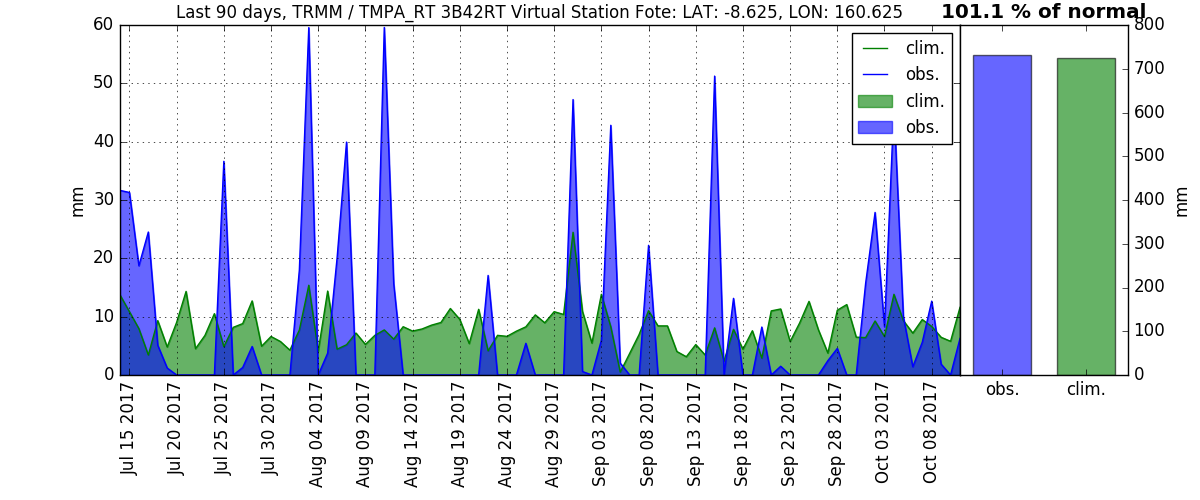 Last 90 days, TRMM / TMPA_RT 3B42RT Virtual Station Fote: LAT: -8.625, LON: 160.625
101.1 % of normal
60
50
40
30
20
10
0
mm
clim.
obs.
clim.
obs.
800
700
600
500
400
300
200
100
0
mm
obs.
clim.
Jul 15 2017
Jul 20 2017
Jul 25 2017
Jul 30 2017
Aug 04 2017
Aug 09 2017
Aug 14 2017
Aug 19 2017
Aug 24 2017
Aug 29 2017
Sep 03 2017
Sep 08 2017
Sep 13 2017
Sep 18 2017
Sep 23 2017
Sep 28 2017
Oct 03 2017
Oct 08 2017